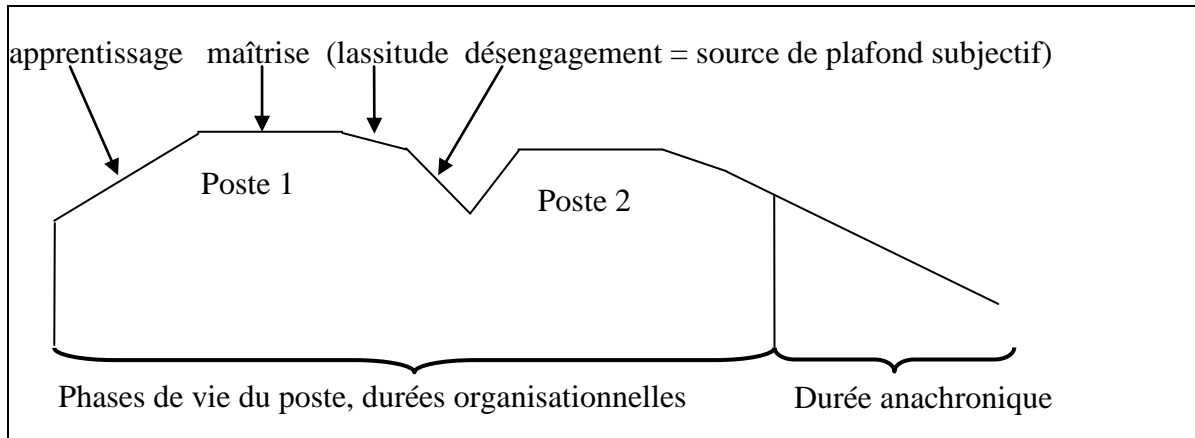 apprentissage maîtrise (lassitude désengagement = source de plafond subjectif)
Poste 1
Poste 2
Phases de vie du poste, durées organisationnelles
Durée anachronique